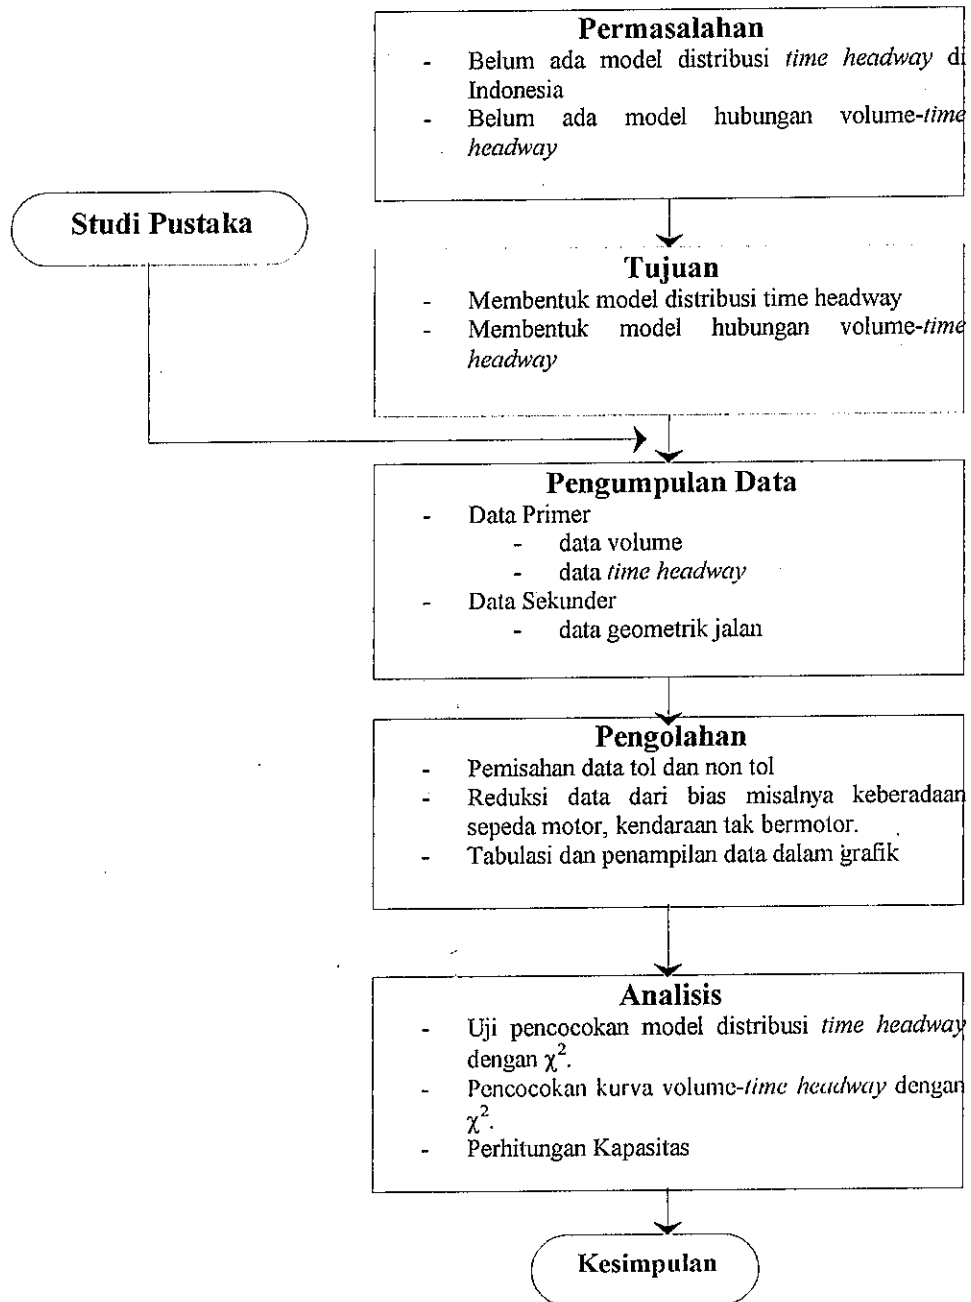 Permasalahan
- Belum ada model distribusi time headway di
Indonesia
- Belum ada model hubungan volume-time
headway
Studi Pustaka
Tujuan
- Membentuk model distribusi time headway
- Membentuk model hubungan volume-time
headway
Pengumpulan Data
- Data Primer
- data volume
- data time headway
- Data Sekunder
- data geometrik jalan
Pengolahan
- Pemisahan data tol dan non tol
- Reduksi data dari bias misalnya keberadaan
sepeda motor, kendaraan tak bermotor.
- Tabulasi dan penampilan data dalam grafik
Analisis
- Uji pencocokan model distribusi time headway
dengan χ².
- Pencocokan kurva volume-time headway dengan
χ².
- Perhitungan Kapasitas
Kesimpulan